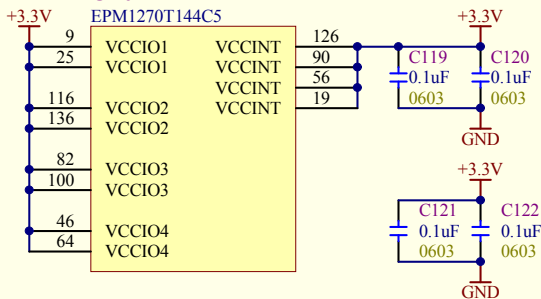 +3.3V
EPM1270T144C5
+3.3V
9 VCCIO1 VCCINT 126
25 VCCIO1 VCCINT 90
VCCINT 56
116 VCCIO2 VCCINT 19
136 VCCIO2
82 VCCIO3
100 VCCIO3
46 VCCIO4
64 VCCIO4
C119
0.1uF
0603
C120
0.1uF
0603
GND
+3.3V
C121
0.1uF
0603
C122
0.1uF
0603
GND